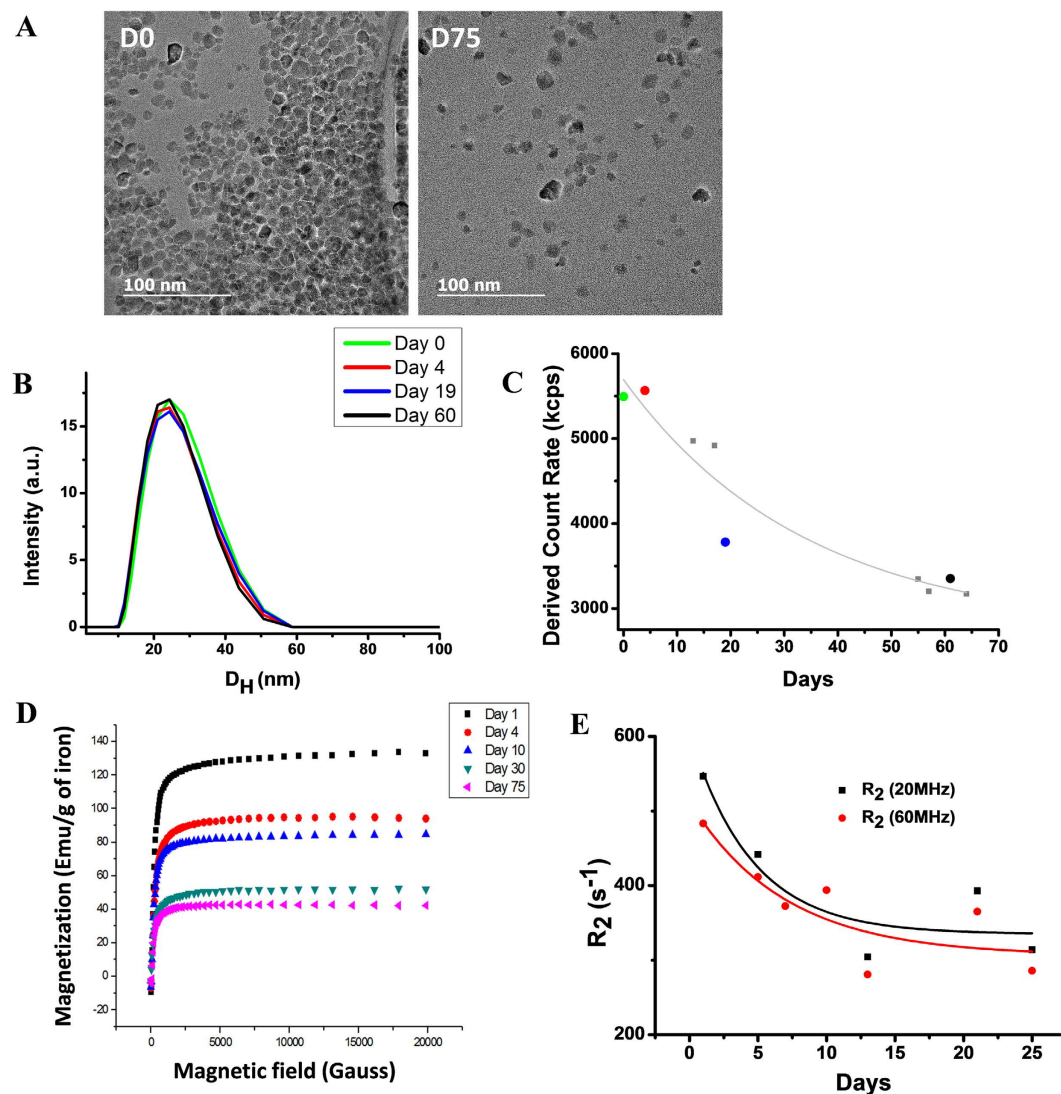 A
D0
D75
100 nm
100 nm
B
Day 0
Day 4
Day 19
Day 60
15
10
5
0
20
40
60
80
100
Intensity (a.u.)
D_H (nm)
C
6000
5000
4000
3000
0
10
20
30
40
50
60
70
Derived Count Rate (kcps)
Days
D
Day 1
Day 4
Day 10
Day 30
Day 75
140
120
100
80
60
40
20
0
-20
0
5000
10000
15000
20000
Magnetization (Emu/g of iron)
Magnetic field (Gauss)
E
600
400
200
R₂ (20MHz)
R₂ (60MHz)
0
5
10
15
20
25
R₂ (s⁻¹)
Days